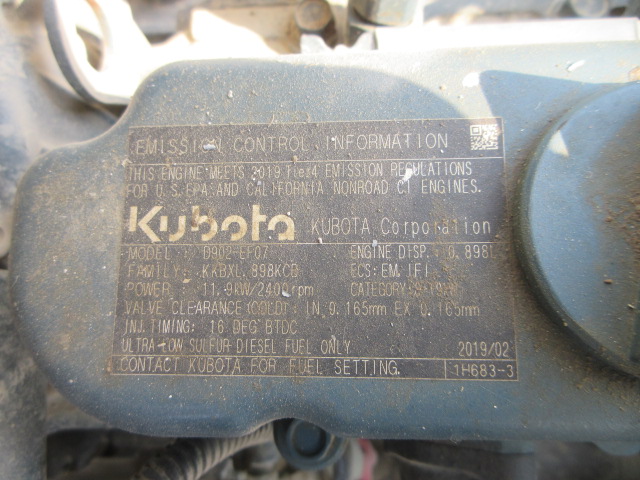 EMISSION CONTROL INFORMATION
THIS ENGINE MEETS 2019 Tier4 EMISSION REGULATIONS
FOR U.S.EPA AND CALIFORNIA NONROAD CI ENGINES.
Kubota KUBOTA Corporation
MODEL : D902-EF07 ENGINE DISP.: 0.898L
FAMILY: KKBXL.898KCB ECS: EM, IFI
POWER : 11.9kW/2400rpm CATEGORY:
VALVE CLEARANCE(COLD): IN 0.165mm EX 0.165mm
INJ.TIMING: 16 DEG BTDC
ULTRA-LOW SULFUR DIESEL FUEL ONLY 2019/02
CONTACT KUBOTA FOR FUEL SETTING. 1H683-3